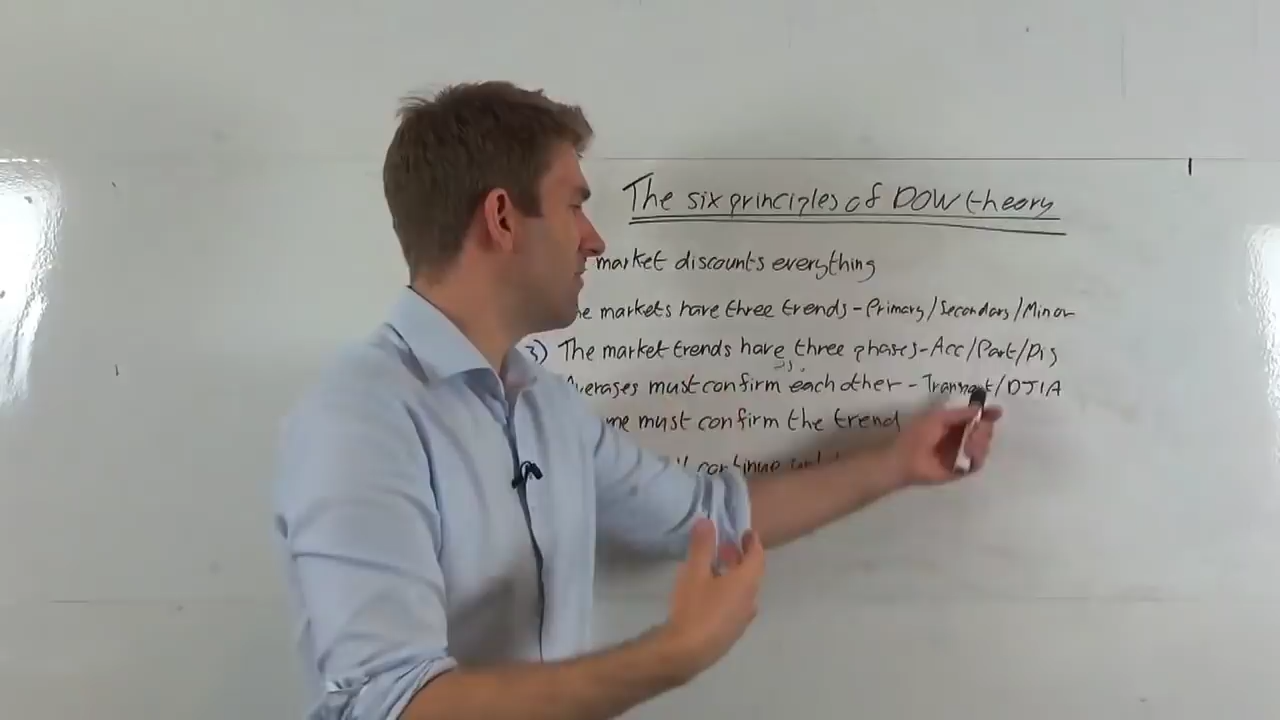 The six principles of DOW theory
market discounts everything
markets have three trends - Primary/Secondary/Minor
3) The market trends have three phases - Acc/Part/Dis
Averages must confirm each other - /DJIA
must confirm the trend
continue